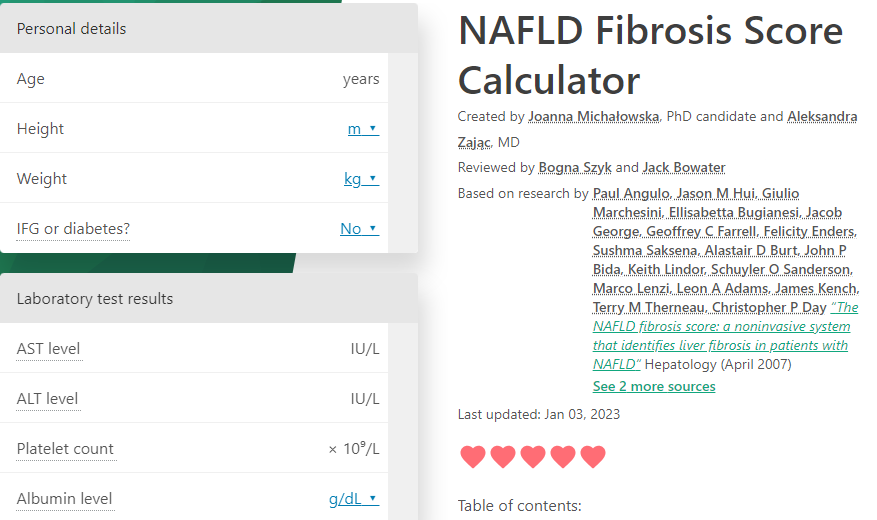 Personal details
Age years
Height m
Weight kg
IFG or diabetes? No
Laboratory test results
AST level IU/L
ALT level IU/L
Platelet count × 10⁹/L
Albumin level g/dL
NAFLD Fibrosis Score
Calculator
Created by Joanna Michałowska, PhD candidate and Aleksandra
Zając, MD
Reviewed by Bogna Szyk and Jack Bowater
Based on research by Paul Angulo, Jason M Hui, Giulio
Marchesini, Ellisabetta Bugianesi, Jacob
George, Geoffrey C Farrell, Felicity Enders,
Sushma Saksena, Alastair D Burt, John P
Bida, Keith Lindor, Schuyler O Sanderson,
Marco Lenzi, Leon A Adams, James Kench,
Terry M Therneau, Christopher P Day “The
NAFLD fibrosis score: a noninvasive system
that identifies liver fibrosis in patients with
NAFLD” Hepatology (April 2007)
See 2 more sources
Last updated: Jan 03, 2023
Table of contents: